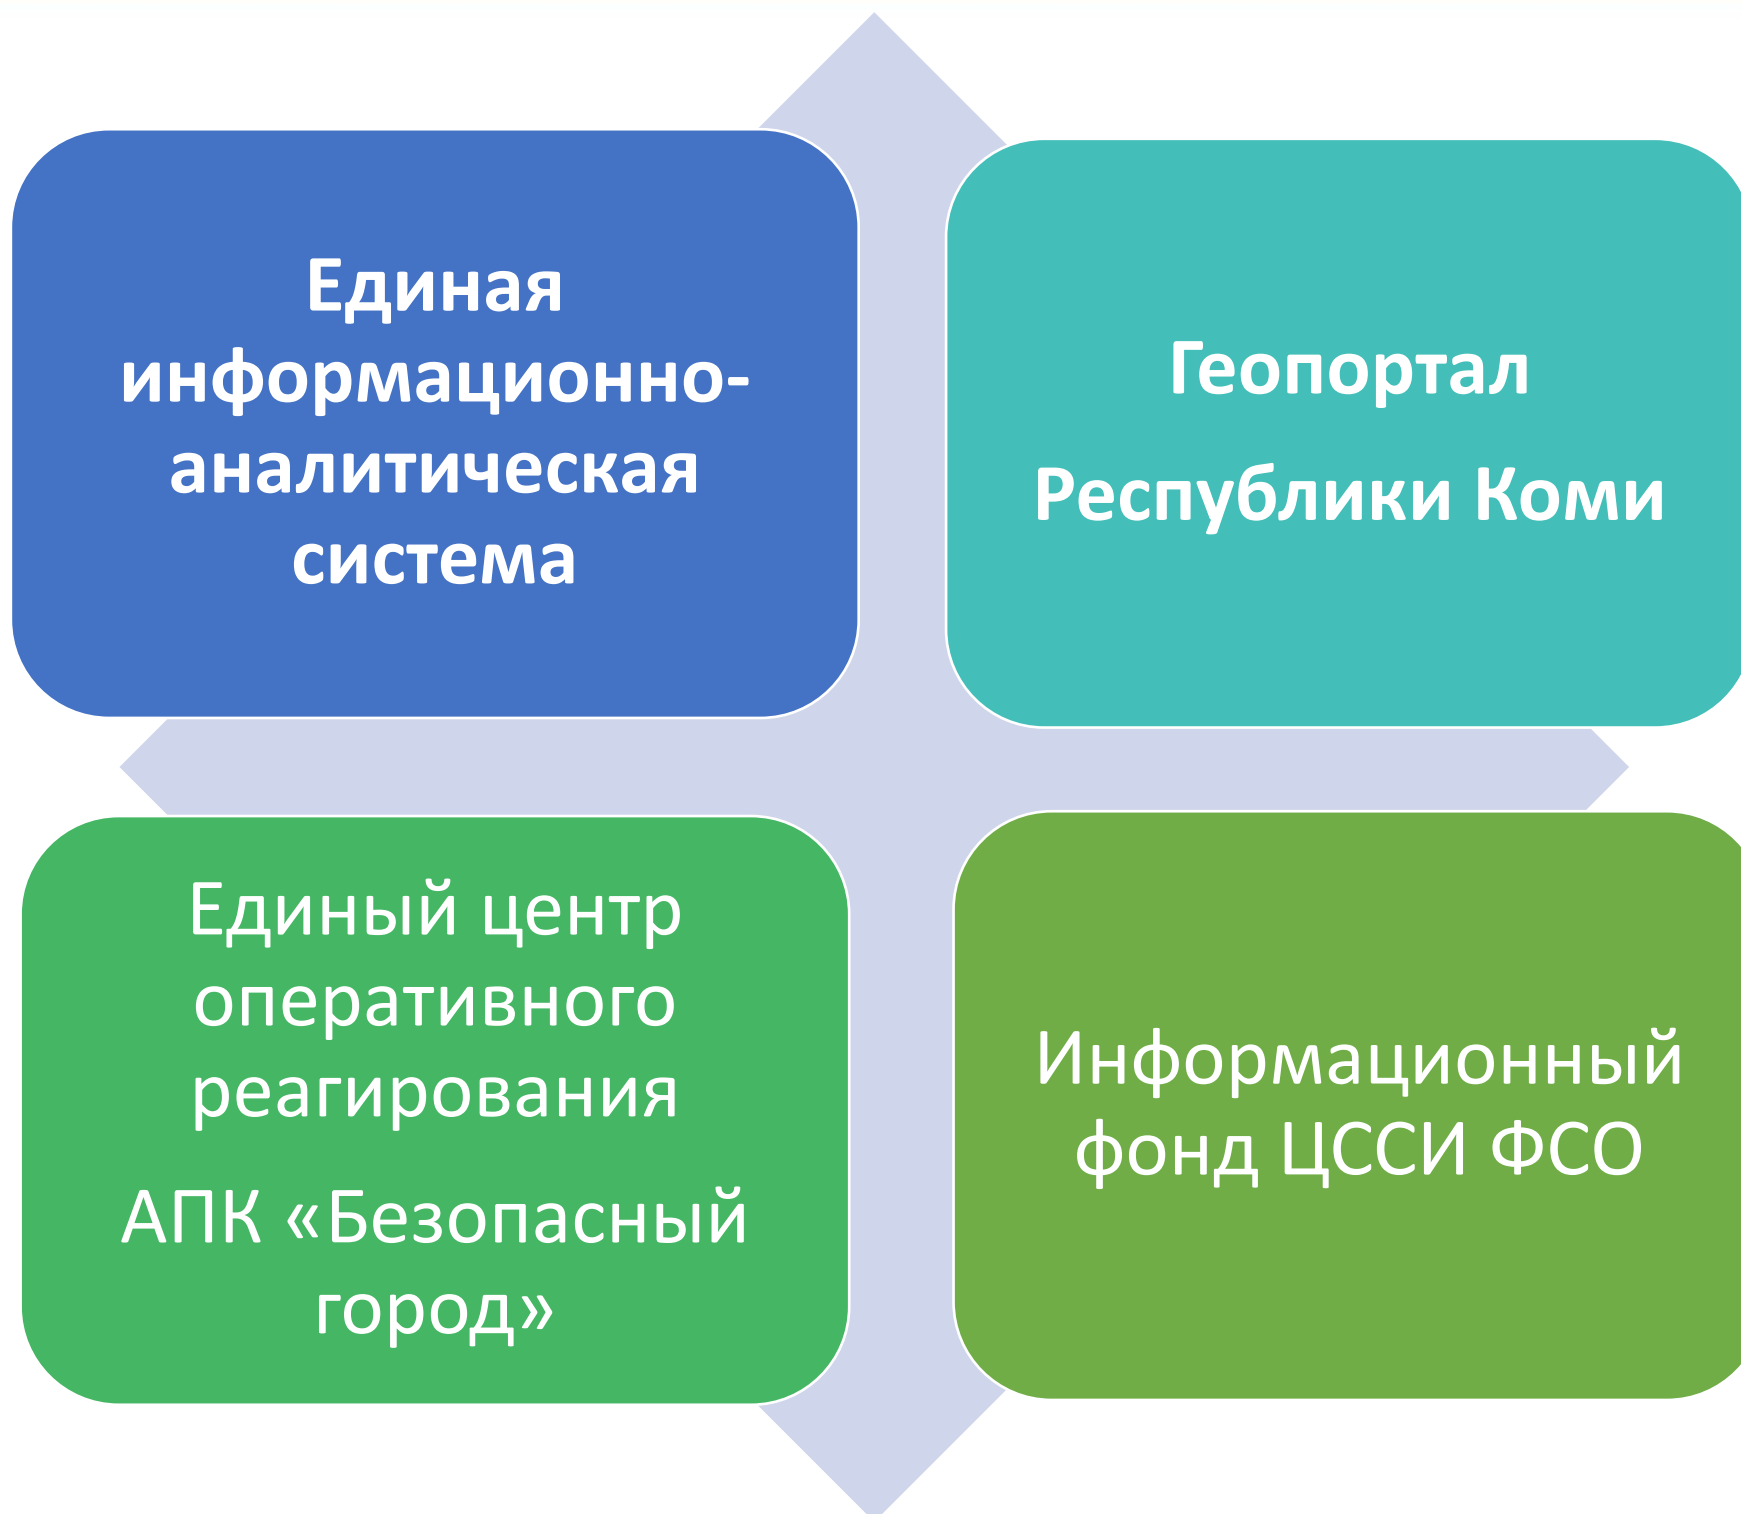 Единая
информационно-
аналитическая
система
Геопортал
Республики Коми
Единый центр
оперативного
реагирования
АПК «Безопасный
город»
Информационный
фонд ЦССИ ФСО